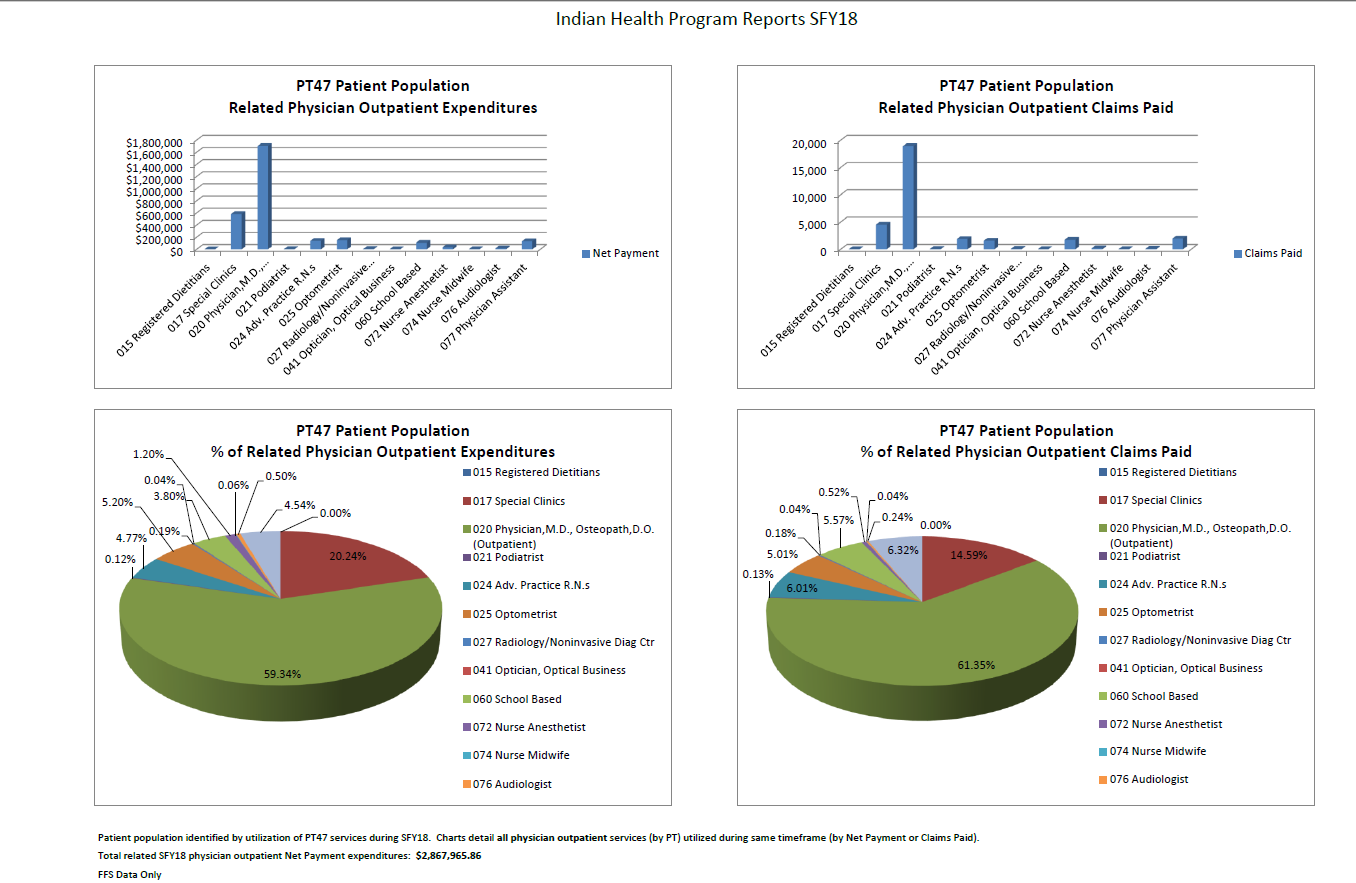 Indian Health Program Reports SFY18
PT47 Patient Population
Related Physician Outpatient Expenditures
$1,800,000
$1,600,000
$1,400,000
$1,200,000
$1,000,000
$800,000
$600,000
$400,000
$200,000
$0
015 Registered Dietitians
017 Special Clinics
020 Physician,M.D.,...
021 Podiatrist
024 Adv. Practice R.N.s
025 Optometrist
027 Radiology/Noninvasive...
041 Optician, Optical Business
060 School Based
072 Nurse Anesthetist
074 Nurse Midwife
076 Audiologist
077 Physician Assistant
Net Payment
PT47 Patient Population
Related Physician Outpatient Claims Paid
20,000
15,000
10,000
5,000
0
015 Registered Dietitians
017 Special Clinics
020 Physician,M.D.,...
021 Podiatrist
024 Adv. Practice R.N.s
025 Optometrist
027 Radiology/Noninvasive...
041 Optician, Optical Business
060 School Based
072 Nurse Anesthetist
074 Nurse Midwife
076 Audiologist
077 Physician Assistant
Claims Paid
PT47 Patient Population
% of Related Physician Outpatient Expenditures
1.20%
0.04%
3.80%
5.20%
0.19%
4.77%
0.12%
0.06%
0.50%
4.54%
0.00%
20.24%
59.34%
015 Registered Dietitians
017 Special Clinics
020 Physician,M.D., Osteopath,D.O.
(Outpatient)
021 Podiatrist
024 Adv. Practice R.N.s
025 Optometrist
027 Radiology/Noninvasive Diag Ctr
041 Optician, Optical Business
060 School Based
072 Nurse Anesthetist
074 Nurse Midwife
076 Audiologist
PT47 Patient Population
% of Related Physician Outpatient Claims Paid
0.52%
0.04%
0.04%
5.57%
0.24%
0.00%
0.18%
5.01%
6.32%
14.59%
0.13%
6.01%
61.35%
015 Registered Dietitians
017 Special Clinics
020 Physician,M.D., Osteopath,D.O.
(Outpatient)
021 Podiatrist
024 Adv. Practice R.N.s
025 Optometrist
027 Radiology/Noninvasive Diag Ctr
041 Optician, Optical Business
060 School Based
072 Nurse Anesthetist
074 Nurse Midwife
076 Audiologist
Patient population identified by utilization of PT47 services during SFY18. Charts detail all physician outpatient services (by PT) utilized during same timeframe (by Net Payment or Claims Paid).
Total related SFY18 physician outpatient Net Payment expenditures: $2,867,965.86
FFS Data Only